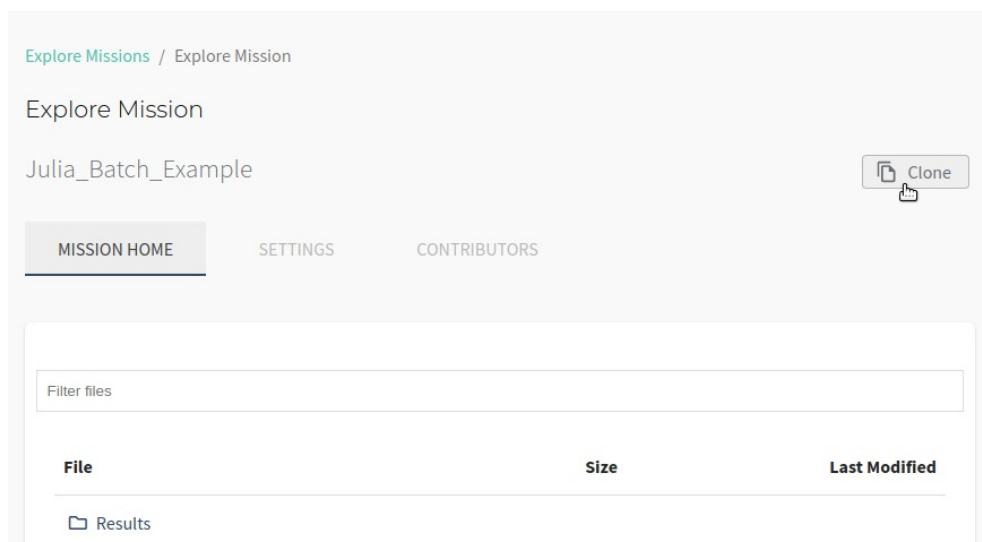 Explore Missions / Explore Mission
Explore Mission
Julia_Batch_Example
Clone
MISSION HOME SETTINGS CONTRIBUTORS
Filter files
File Size Last Modified
Results